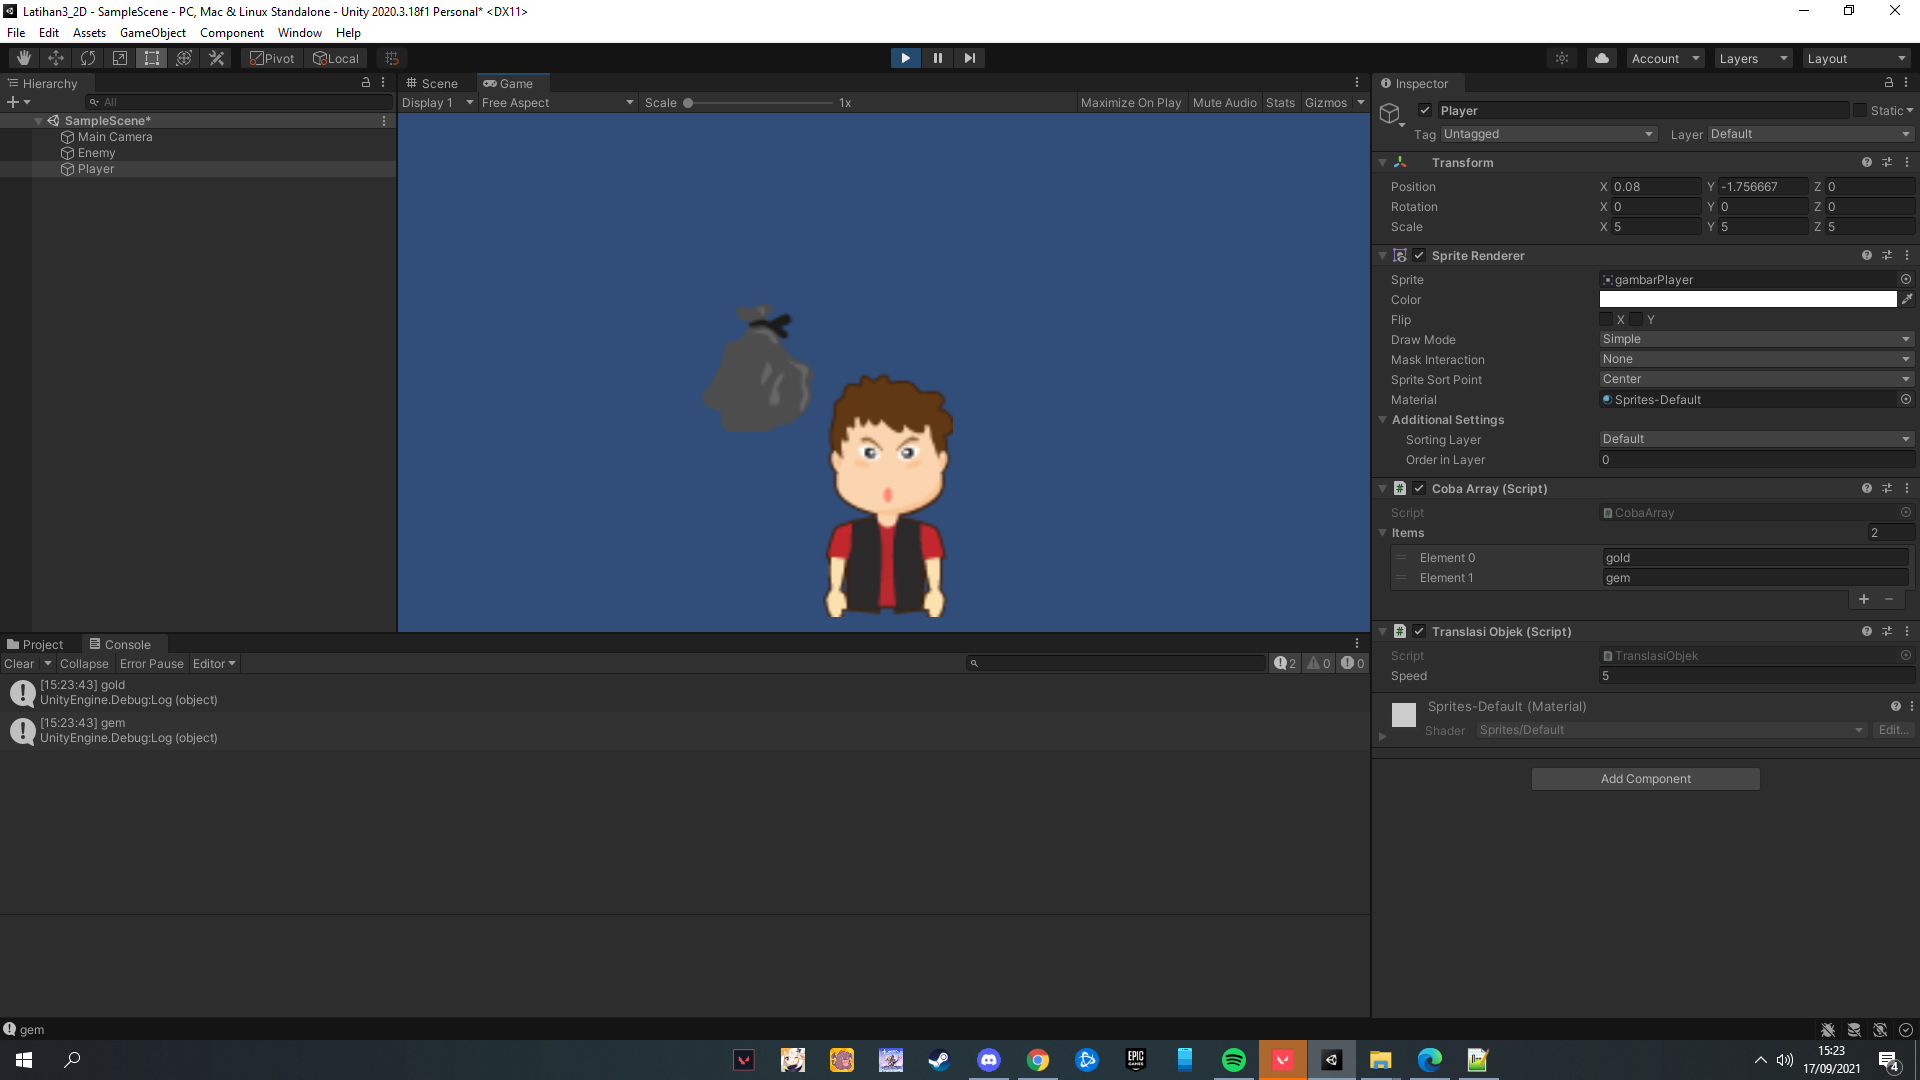 Latihan3_2D - SampleScene - PC, Mac & Linux Standalone - Unity 2020.3.18f1 Personal* <DX11>
File Edit Assets GameObject Component Window Help
Pivot Local Account Layers Layout
Hierarchy
All
SampleScene*
Main Camera
Enemy
Player
Scene Game
Display 1 Free Aspect Scale 1x Maximize On Play Mute Audio Stats Gizmos
Inspector
Player Static
Tag Untagged Layer Default
Transform
Position X 0.08 Y -1.756667 Z 0
Rotation X 0 Y 0 Z 0
Scale X 5 Y 5 Z 5
Sprite Renderer
Sprite gambarPlayer
Color
Flip X Y
Draw Mode Simple
Mask Interaction None
Sprite Sort Point Center
Material Sprites-Default
Additional Settings
Sorting Layer Default
Order in Layer 0
# Coba Array (Script)
Script CobaArray
Items 2
Element 0 gold
Element 1 gem
+ −
# Translasi Objek (Script)
Script TranslasiObjek
Speed 5
Sprites-Default (Material)
Shader Sprites/Default Edit...
Add Component
Project Console
Clear Collapse Error Pause Editor 2 0 0
[15:23:43] gold
UnityEngine.Debug:Log (object)
[15:23:43] gem
UnityEngine.Debug:Log (object)
gem
EPIC GAMES
15:23
17/09/2021
4